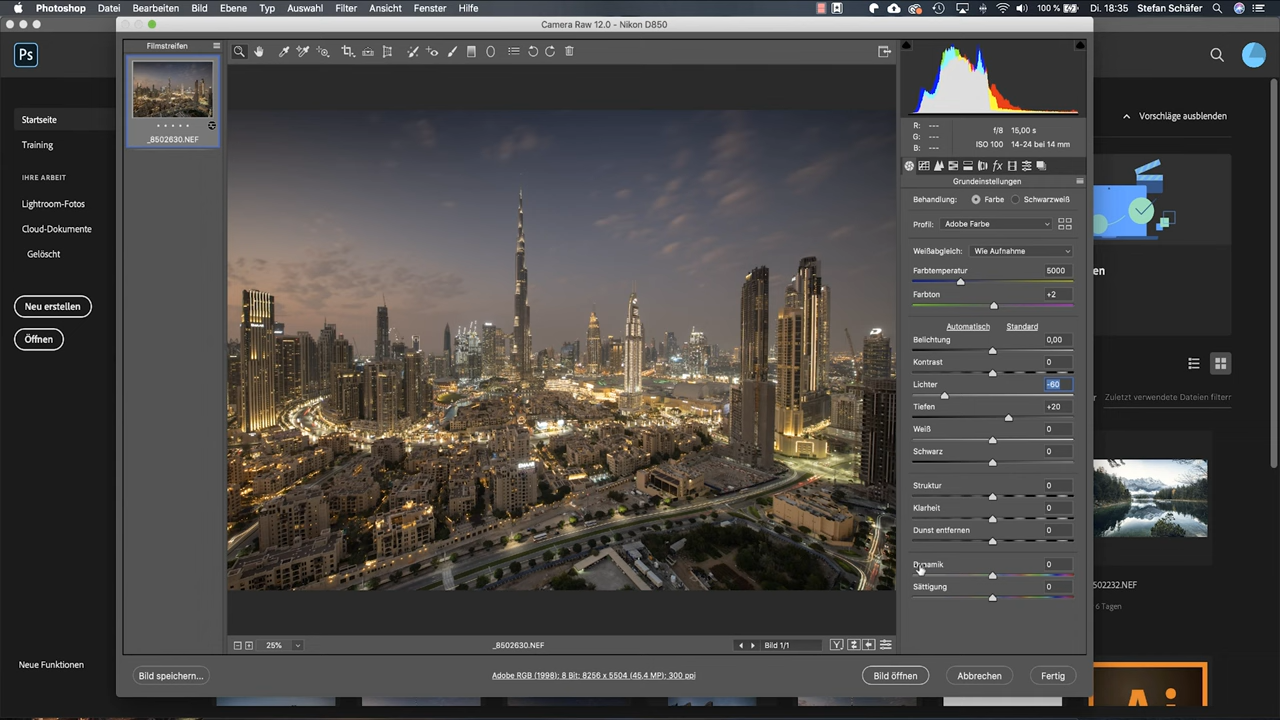 Photoshop Datei Bearbeiten Bild Ebene Typ Auswahl Filter Ansicht Fenster Hilfe 100 % Di. 18:35 Stefan Schäfer
Camera Raw 12.0 - Nikon D850
Ps
Startseite
Training
IHRE ARBEIT
Lightroom-Fotos
Cloud-Dokumente
Gelöscht
Neu erstellen
Öffnen
Neue Funktionen
Filmstreifen
_8502630.NEF
R: ---
G: ---
B: ---
f/8 15,00 s
ISO 100 14-24 bei 14 mm
Grundeinstellungen
Behandlung: Farbe Schwarzweiß
Profil: Adobe Farbe
Weißabgleich: Wie Aufnahme
Farbtemperatur 5000
Farbton +2
Automatisch Standard
Belichtung 0,00
Kontrast 0
Lichter -60
Tiefen +20
Weiß 0
Schwarz 0
Struktur 0
Klarheit 0
Dunst entfernen 0
Dynamik 0
Sättigung 0
25% _8502630.NEF Bild 1/1
Bild speichern... Adobe RGB (1998); 8 Bit; 8256 x 5504 (45,4 MP); 300 ppi Bild öffnen Abbrechen Fertig
Vorschläge ausblenden
en
Zuletzt verwendete Dateien filtern
502232.NEF
6 Tagen
Ai